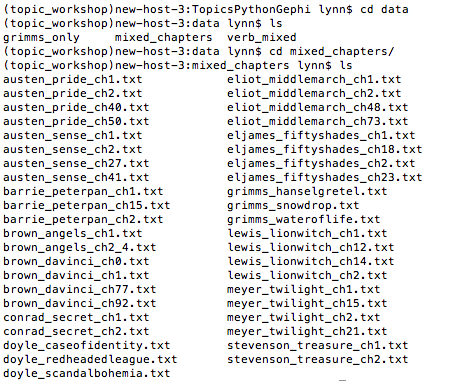 (topic_workshop)new-host-3:TopicsPythonGephi lynn$ cd data
(topic_workshop)new-host-3:data lynn$ ls
grimms_only     mixed_chapters  verb_mixed
(topic_workshop)new-host-3:data lynn$ cd mixed_chapters/
(topic_workshop)new-host-3:mixed_chapters lynn$ ls
austen_pride_ch1.txt            eliot_middlemarch_ch1.txt
austen_pride_ch2.txt            eliot_middlemarch_ch2.txt
austen_pride_ch40.txt           eliot_middlemarch_ch48.txt
austen_pride_ch50.txt           eliot_middlemarch_ch73.txt
austen_sense_ch1.txt            eljames_fiftyshades_ch1.txt
austen_sense_ch2.txt            eljames_fiftyshades_ch18.txt
austen_sense_ch27.txt           eljames_fiftyshades_ch2.txt
austen_sense_ch41.txt           eljames_fiftyshades_ch23.txt
barrie_peterpan_ch1.txt         grimms_hanselgretel.txt
barrie_peterpan_ch15.txt        grimms_snowdrop.txt
barrie_peterpan_ch2.txt         grimms_wateroflife.txt
brown_angels_ch1.txt            lewis_lionwitch_ch1.txt
brown_angels_ch2_4.txt          lewis_lionwitch_ch12.txt
brown_davinci_ch0.txt           lewis_lionwitch_ch14.txt
brown_davinci_ch1.txt           lewis_lionwitch_ch2.txt
brown_davinci_ch77.txt          meyer_twilight_ch1.txt
brown_davinci_ch92.txt          meyer_twilight_ch15.txt
conrad_secret_ch1.txt           meyer_twilight_ch2.txt
conrad_secret_ch2.txt           meyer_twilight_ch21.txt
doyle_caseofidentity.txt        stevenson_treasure_ch1.txt
doyle_redheadedleague.txt       stevenson_treasure_ch2.txt
doyle_scandalbohemia.txt